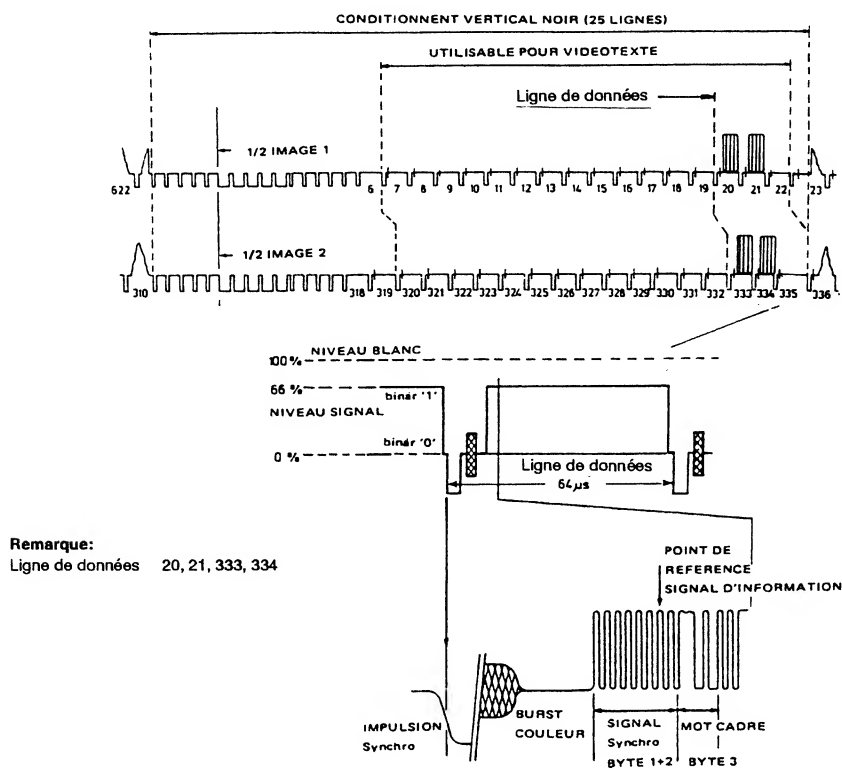 CONDITIONNENT VERTICAL NOIR (25 LIGNES)
UTILISABLE POUR VIDEOTEXTE
Ligne de données
1/2 IMAGE 1
622 6 7 8 9 10 11 12 13 14 15 16 17 18 19 20 21 22 23
1/2 IMAGE 2
310 318 319 320 321 322 323 324 325 326 327 328 329 330 331 332 333 334 335 336
NIVEAU BLANC
100 %
66 %
binär '1'
NIVEAU SIGNAL
binär '0'
0 %
Ligne de données
64 µs
Remarque:
Ligne de données 20, 21, 333, 334
POINT DE
REFERENCE
SIGNAL D'INFORMATION
IMPULSION
Synchro
BURST
COULEUR
SIGNAL
Synchro
BYTE 1+2
MOT CADRE
BYTE 3